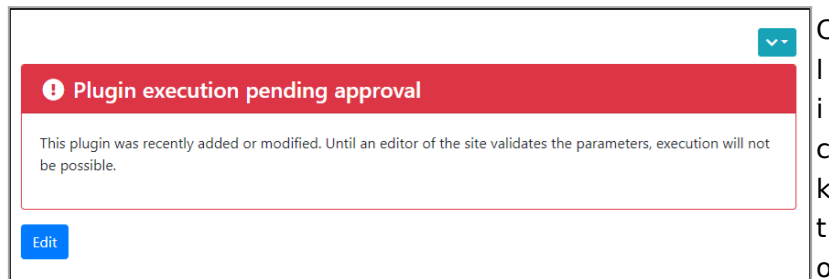 Plugin execution pending approval
This plugin was recently added or modified. Until an editor of the site validates the parameters, execution will not
be possible.
Edit
C
l
i
c
k
t
o